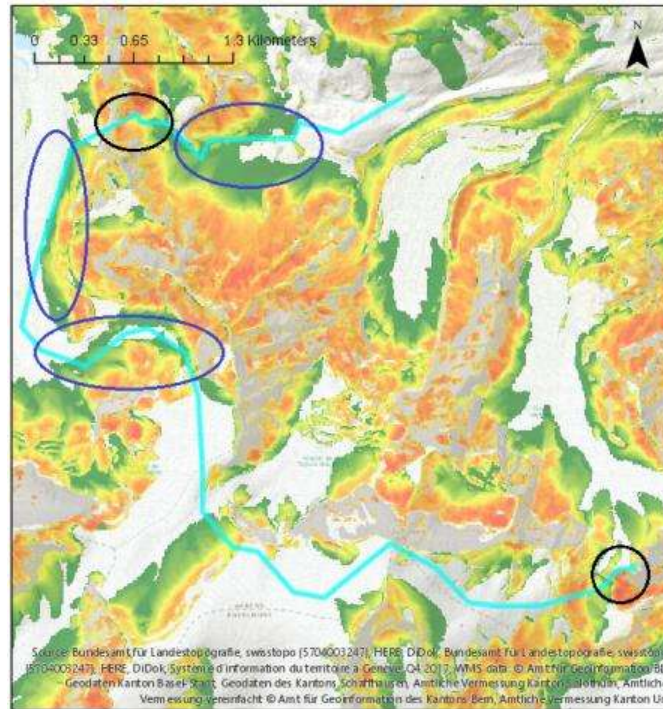 N
0 0.33 0.65 1.3 Kilometers
Source: Bundesamt für Landestopografie, swisstopo (5704003247), HERE, DiDok, Bundesamt für Landestopografie, swisstopo
(5704003247), HERE, DiDok, Système d'information du territoire à Genève, Q4 2017, WMS data: © Amt für Geoinformation
Geodaten Kanton Basel-Stadt, Geodaten des Kantons Schaffhausen, Amtliche Vermessung Kanton Solothurn, Amtliche
Vermessung vereinfacht © Amt für Geoinformation des Kantons Bern, Amtliche Vermessung Kanton